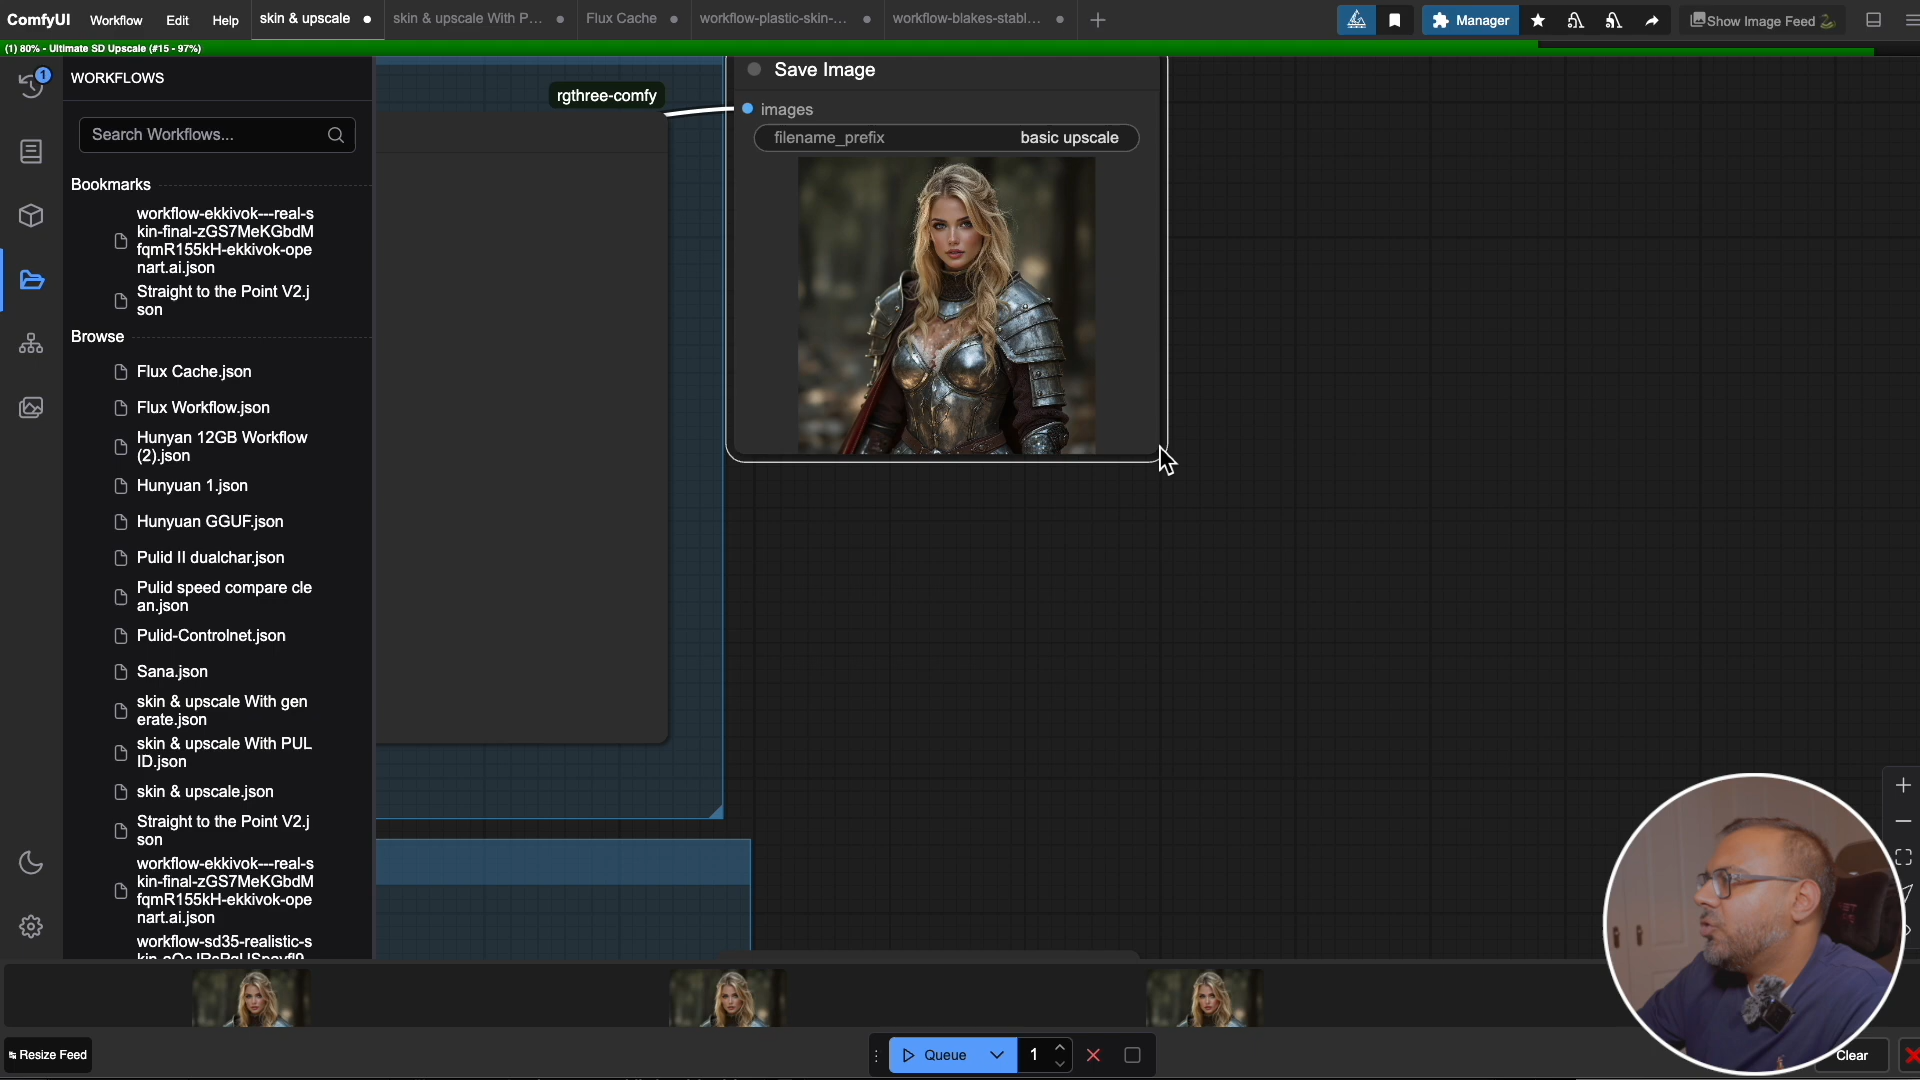 ComfyUI Workflow Edit Help skin & upscale skin & upscale With P... Flux Cache workflow-plastic-skin-... workflow-blakes-stabl... Manager Show Image Feed
(1) 80% - Ultimate SD Upscale (#15 - 97%)
1
WORKFLOWS
Search Workflows...
Bookmarks
workflow-ekkivok---real-s
kin-final-zGS7MeKGbdM
fqmR155kH-ekkivok-ope
nart.ai.json
Straight to the Point V2.j
son
Browse
Flux Cache.json
Flux Workflow.json
Hunyan 12GB Workflow
(2).json
Hunyuan 1.json
Hunyuan GGUF.json
Pulid II dualchar.json
Pulid speed compare cle
an.json
Pulid-Controlnet.json
Sana.json
skin & upscale With gen
erate.json
skin & upscale With PUL
ID.json
skin & upscale.json
Straight to the Point V2.j
son
workflow-ekkivok---real-s
kin-final-zGS7MeKGbdM
fqmR155kH-ekkivok-ope
nart.ai.json
workflow-sd35-realistic-s
rgthree-comfy
Save Image
images
filename_prefix basic upscale
Resize Feed
Queue 1
Clear